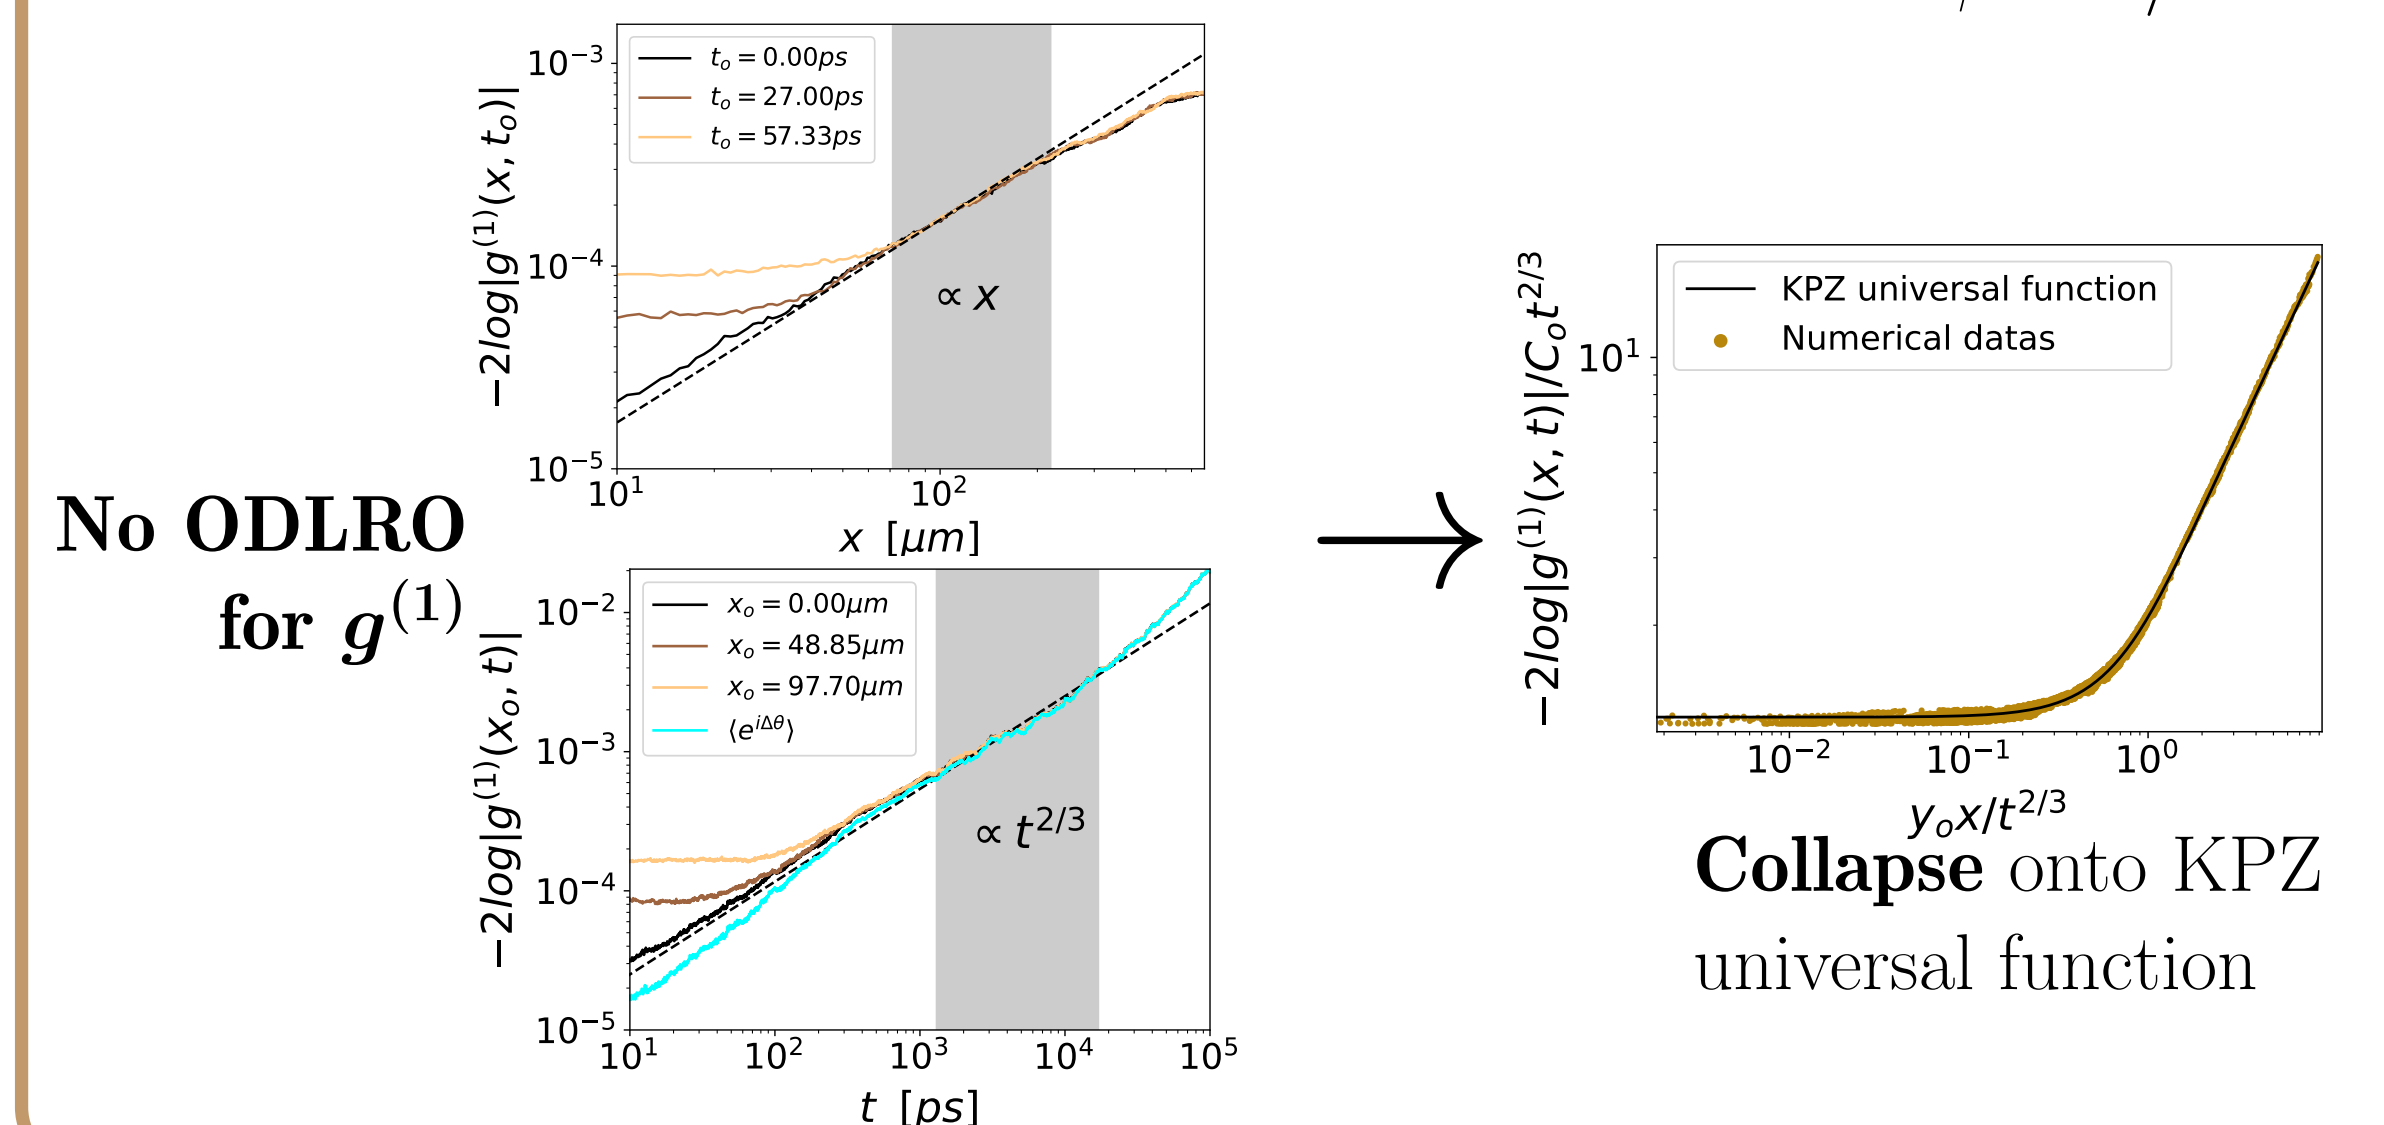 No ODLRO
for g^{(1)}
−2log|g^{(1)}(x, t_o)|
10^{−3}
10^{−4}
10^{−5}
t_o = 0.00ps
t_o = 27.00ps
t_o = 57.33ps
∝ x
10^1
10^2
x [μm]
−2log|g^{(1)}(x_o, t)|
10^{−2}
10^{−3}
10^{−4}
10^{−5}
x_o = 0.00μm
x_o = 48.85μm
x_o = 97.70μm
⟨e^{iΔθ}⟩
∝ t^{2/3}
10^1
10^2
10^3
10^4
10^5
t [ps]
−2log|g^{(1)}(x, t)|/C_o t^{2/3}
10^1
KPZ universal function
Numerical datas
10^{−2}
10^{−1}
10^0
y_o x/t^{2/3}
Collapse onto KPZ
universal function